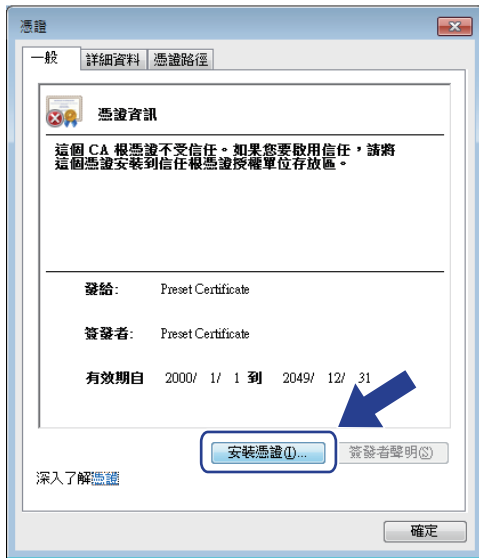 憑證
一般 詳細資料 憑證路徑
憑證資訊
這個 CA 根憑證不受信任。如果您要啟用信任，請將
這個憑證安裝到信任根憑證授權單位存放區。
發給: Preset Certificate
簽發者: Preset Certificate
有效期自 2000/ 1/ 1 到 2049/ 12/ 31
安裝憑證(I)... 簽發者聲明(S)
深入了解憑證
確定